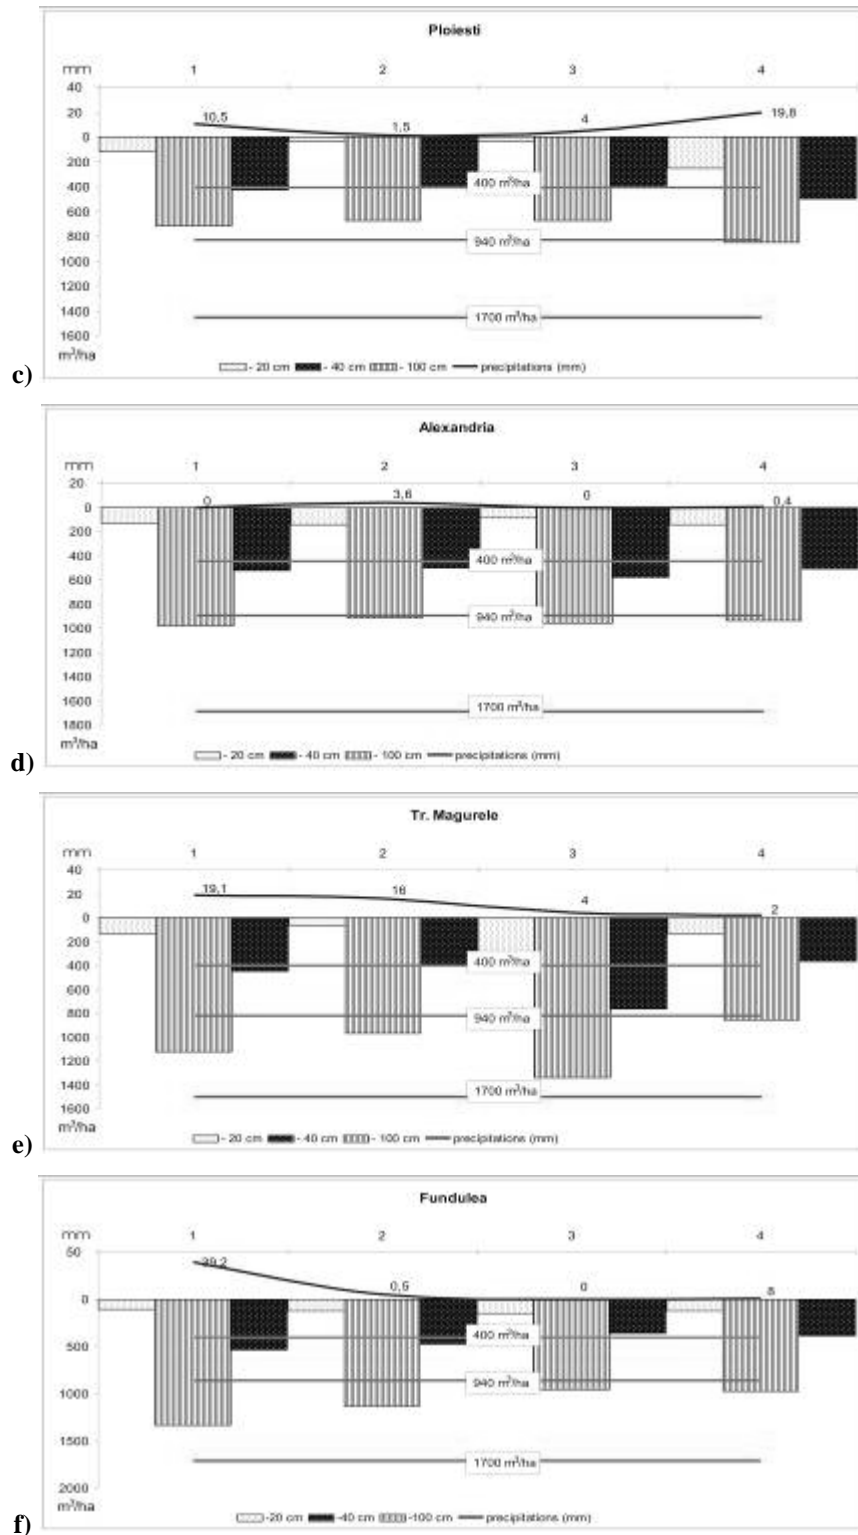 Ploiesti
mm 1 2 3 4
40
20 10,5 1,5 4 19,8
0
200
400 400 m³/ha
600
800 940 m³/ha
1000
1200
1400 1700 m³/ha
1600
m³/ha
- 20 cm - 40 cm - 100 cm precipitations (mm)
c)
Alexandria
mm 1 2 3 4
20
0 0 3,6 0 0,4
200
400 400 m³/ha
600
800 940 m³/ha
1000
1200
1400
1600 1700 m³/ha
1800
m³/ha
- 20 cm - 40 cm - 100 cm precipitations (mm)
d)
Tr. Magurele
mm 1 2 3 4
40
20 19,1 16 4 2
0
200
400 400 m³/ha
600
800 940 m³/ha
1000
1200
1400 1700 m³/ha
1600
m³/ha
- 20 cm - 40 cm - 100 cm precipitations (mm)
e)
Fundulea
mm 1 2 3 4
50
39,2 0,5 0 8
0
400 m³/ha
500
940 m³/ha
1000
1500
1700 m³/ha
2000
m³/ha
-20 cm -40 cm -100 cm precipitations (mm)
f)